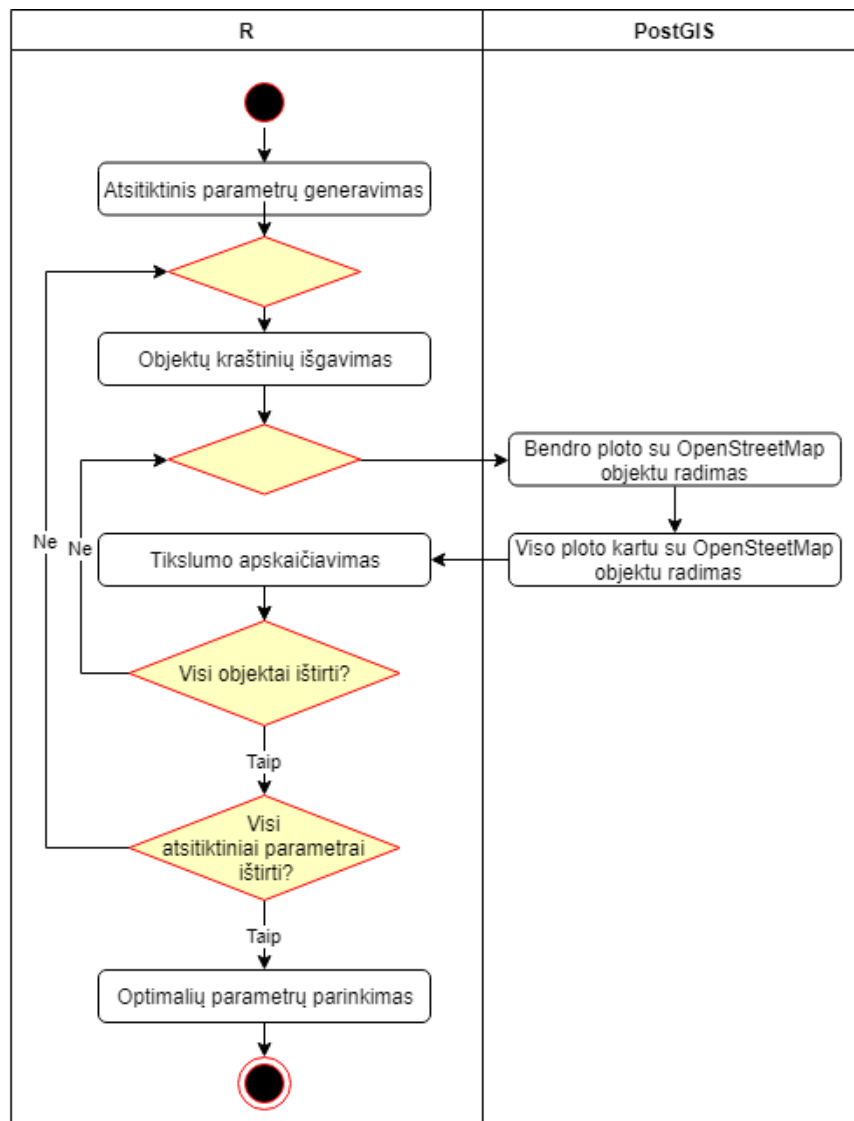 R
PostGIS
Atsitiktinis parametrų generavimas
Objektų kraštinių išgavimas
Bendro ploto su OpenStreetMap
objektu radimas
Viso ploto kartu su OpenSteetMap
objektu radimas
Tikslumo apskaičiavimas
Ne
Ne
Visi objektai ištirti?
Taip
Visi
atsitiktiniai parametrai
ištirti?
Taip
Optimalių parametrų parinkimas